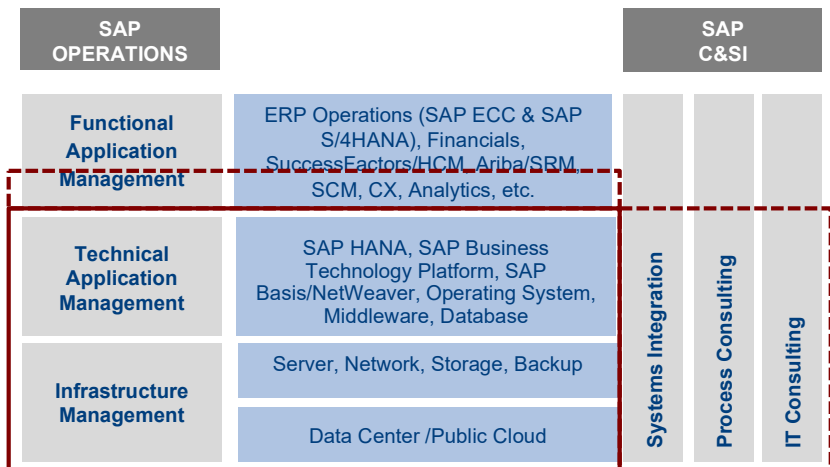 SAP
OPERATIONS
SAP
C&SI
Functional
Application
Management
ERP Operations (SAP ECC & SAP
S/4HANA), Financials,
SuccessFactors/HCM, Ariba/SRM,
SCM, CX, Analytics, etc.
Technical
Application
Management
SAP HANA, SAP Business
Technology Platform, SAP
Basis/NetWeaver, Operating System,
Middleware, Database
Infrastructure
Management
Server, Network, Storage, Backup
Data Center /Public Cloud
Systems Integration
Process Consulting
IT Consulting